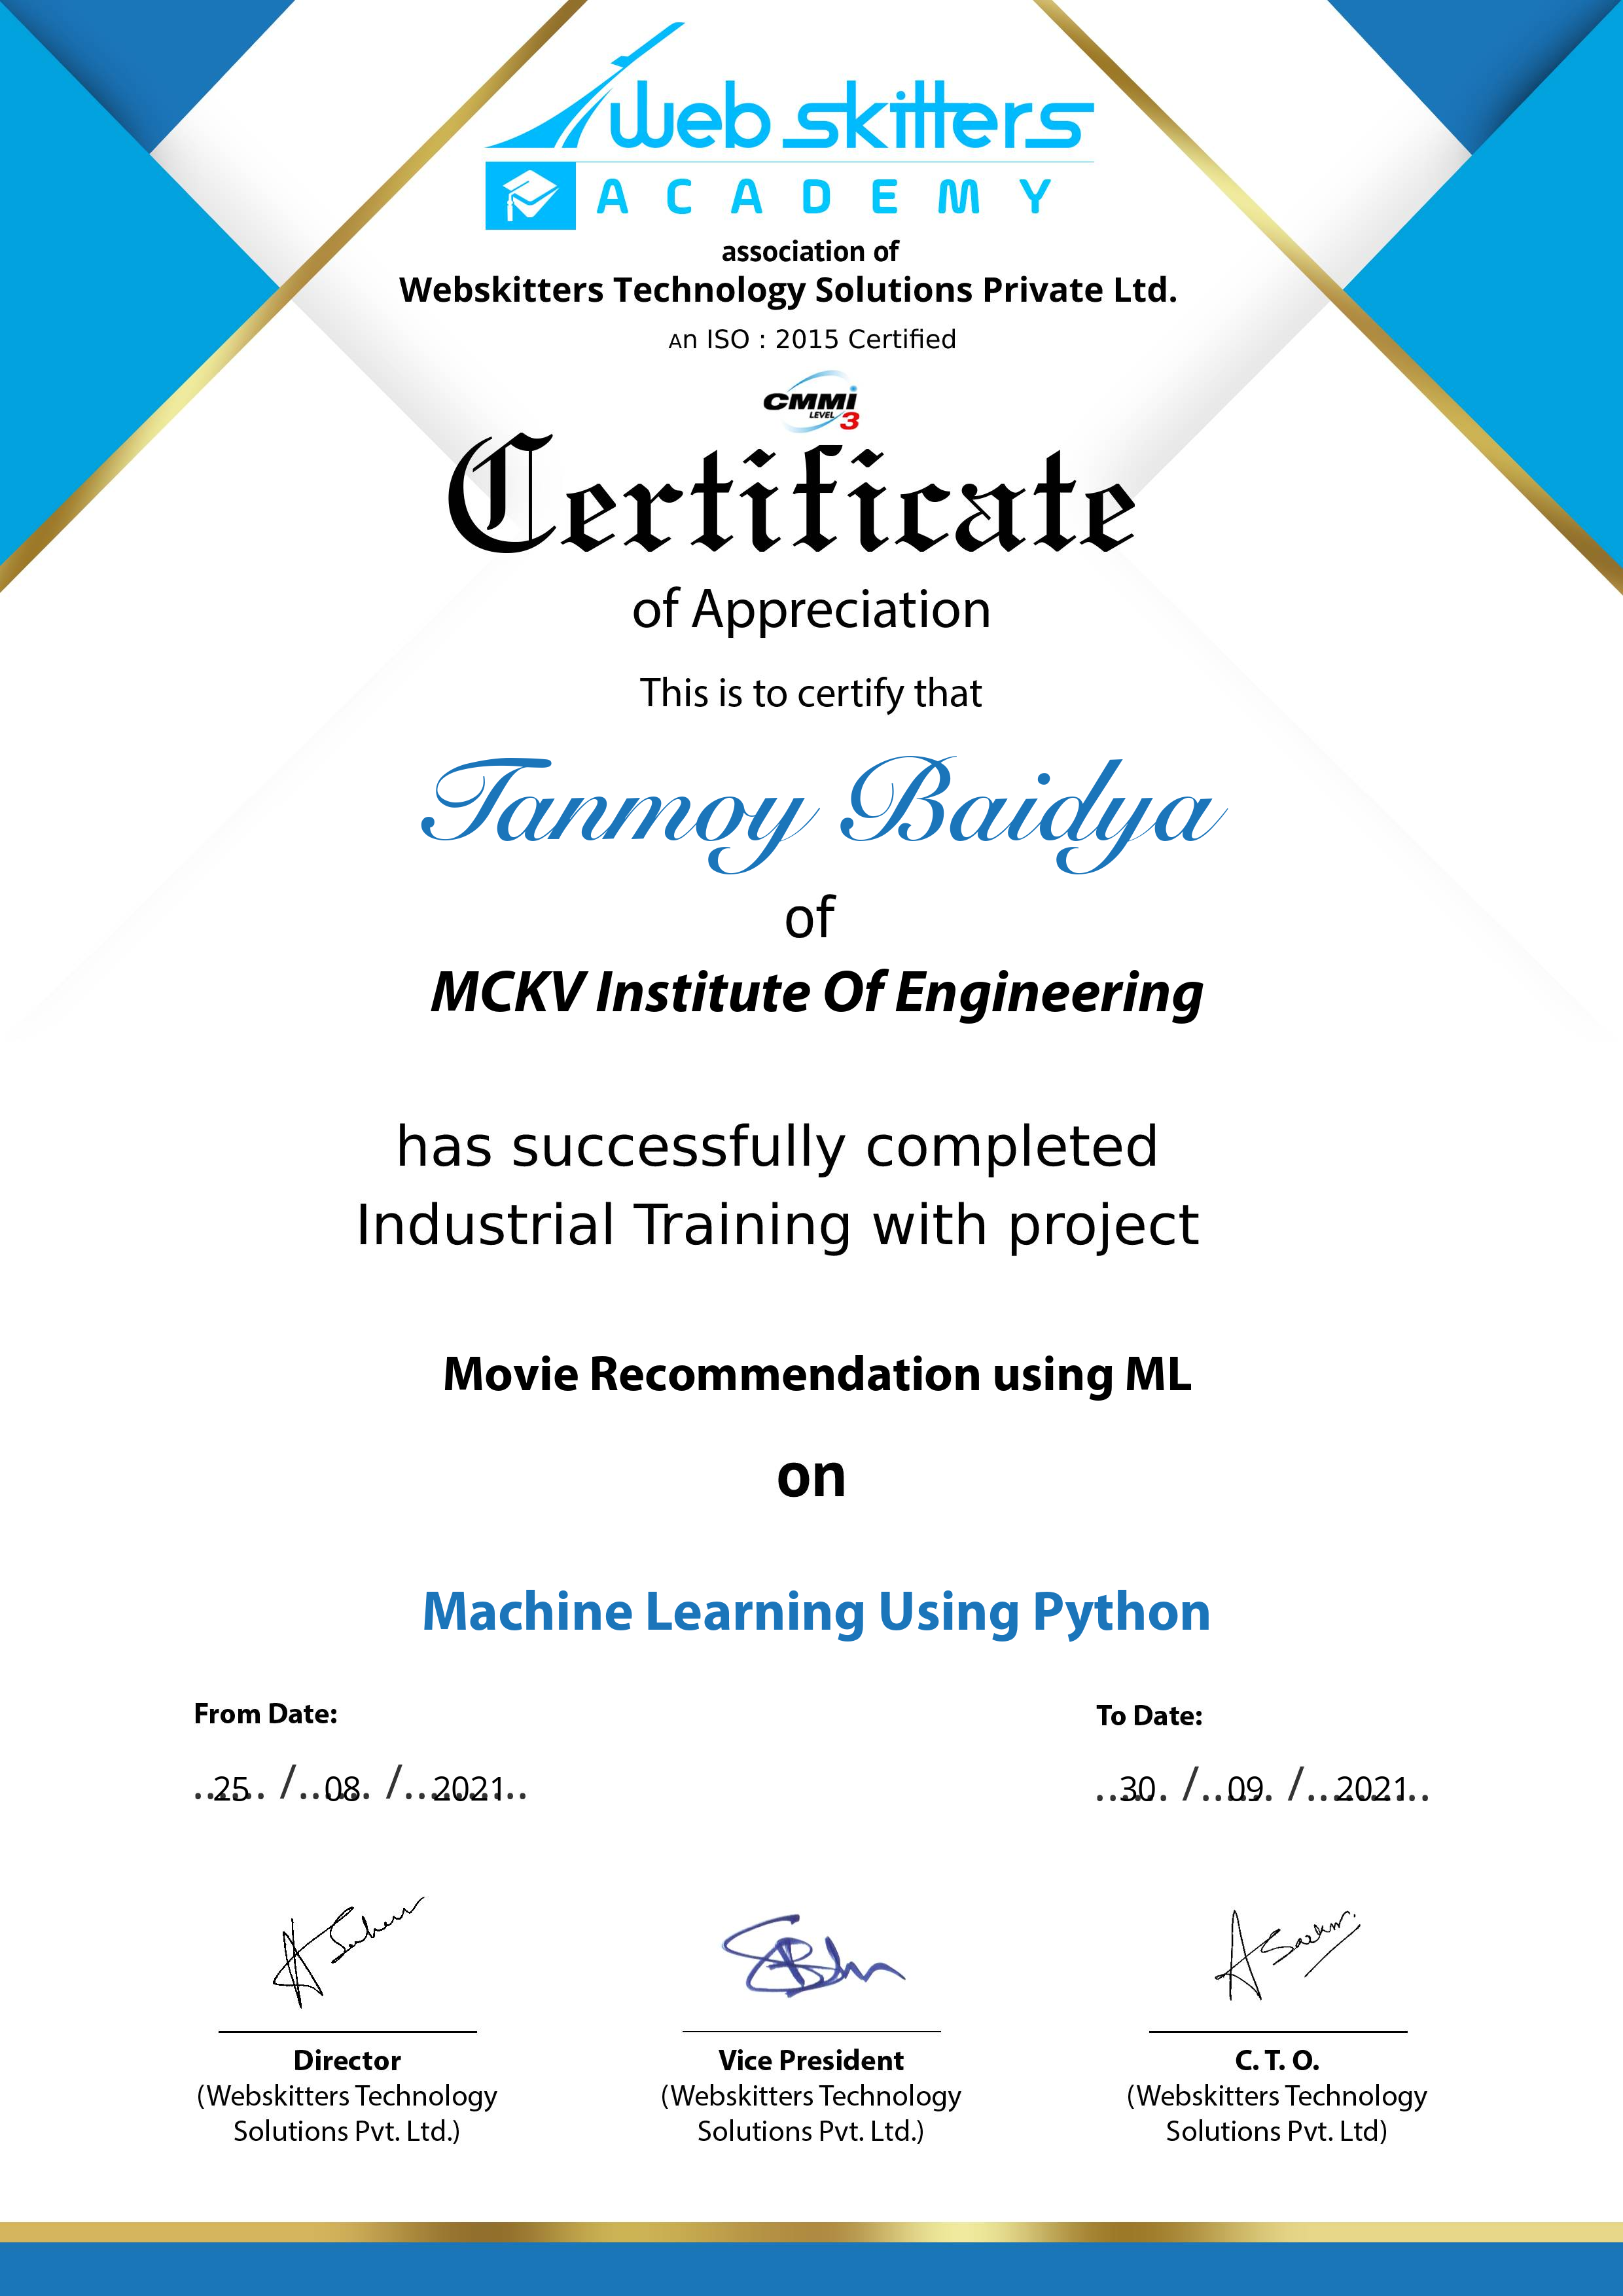 Web skitters
ACADEMY
association of
Webskitters Technology Solutions Private Ltd.
An ISO : 2015 Certified
CMMi
LEVEL 3
Certificate
of Appreciation
This is to certify that
Tanmoy Baidya
of
MCKV Institute Of Engineering
has successfully completed
Industrial Training with project
Movie Recommendation using ML
on
Machine Learning Using Python
From Date: To Date:
25 / 08 / 2021 30 / 09 / 2021
Director Vice President C. T. O.
(Webskitters Technology (Webskitters Technology (Webskitters Technology
Solutions Pvt. Ltd.) Solutions Pvt. Ltd.) Solutions Pvt. Ltd)